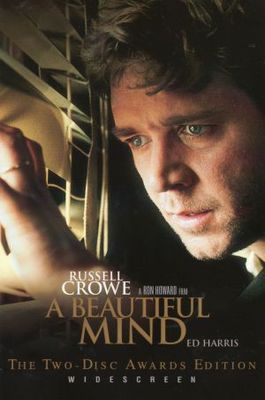 RUSSELL
CROWE
A RON HOWARD FILM
A BEAUTIFUL
MIND
ED HARRIS
THE TWO-DISC AWARDS EDITION
WIDESCREEN